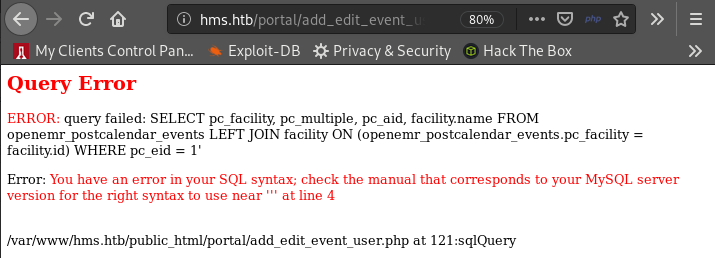 hms.htb/portal/add_edit_event_u
80%
php
My Clients Control Pan...
Exploit-DB
Privacy & Security
Hack The Box
Query Error
ERROR: query failed: SELECT pc_facility, pc_multiple, pc_aid, facility.name FROM
openemr_postcalendar_events LEFT JOIN facility ON (openemr_postcalendar_events.pc_facility =
facility.id) WHERE pc_eid = 1'
Error: You have an error in your SQL syntax; check the manual that corresponds to your MySQL server
version for the right syntax to use near ''' at line 4
/var/www/hms.htb/public_html/portal/add_edit_event_user.php at 121:sqlQuery